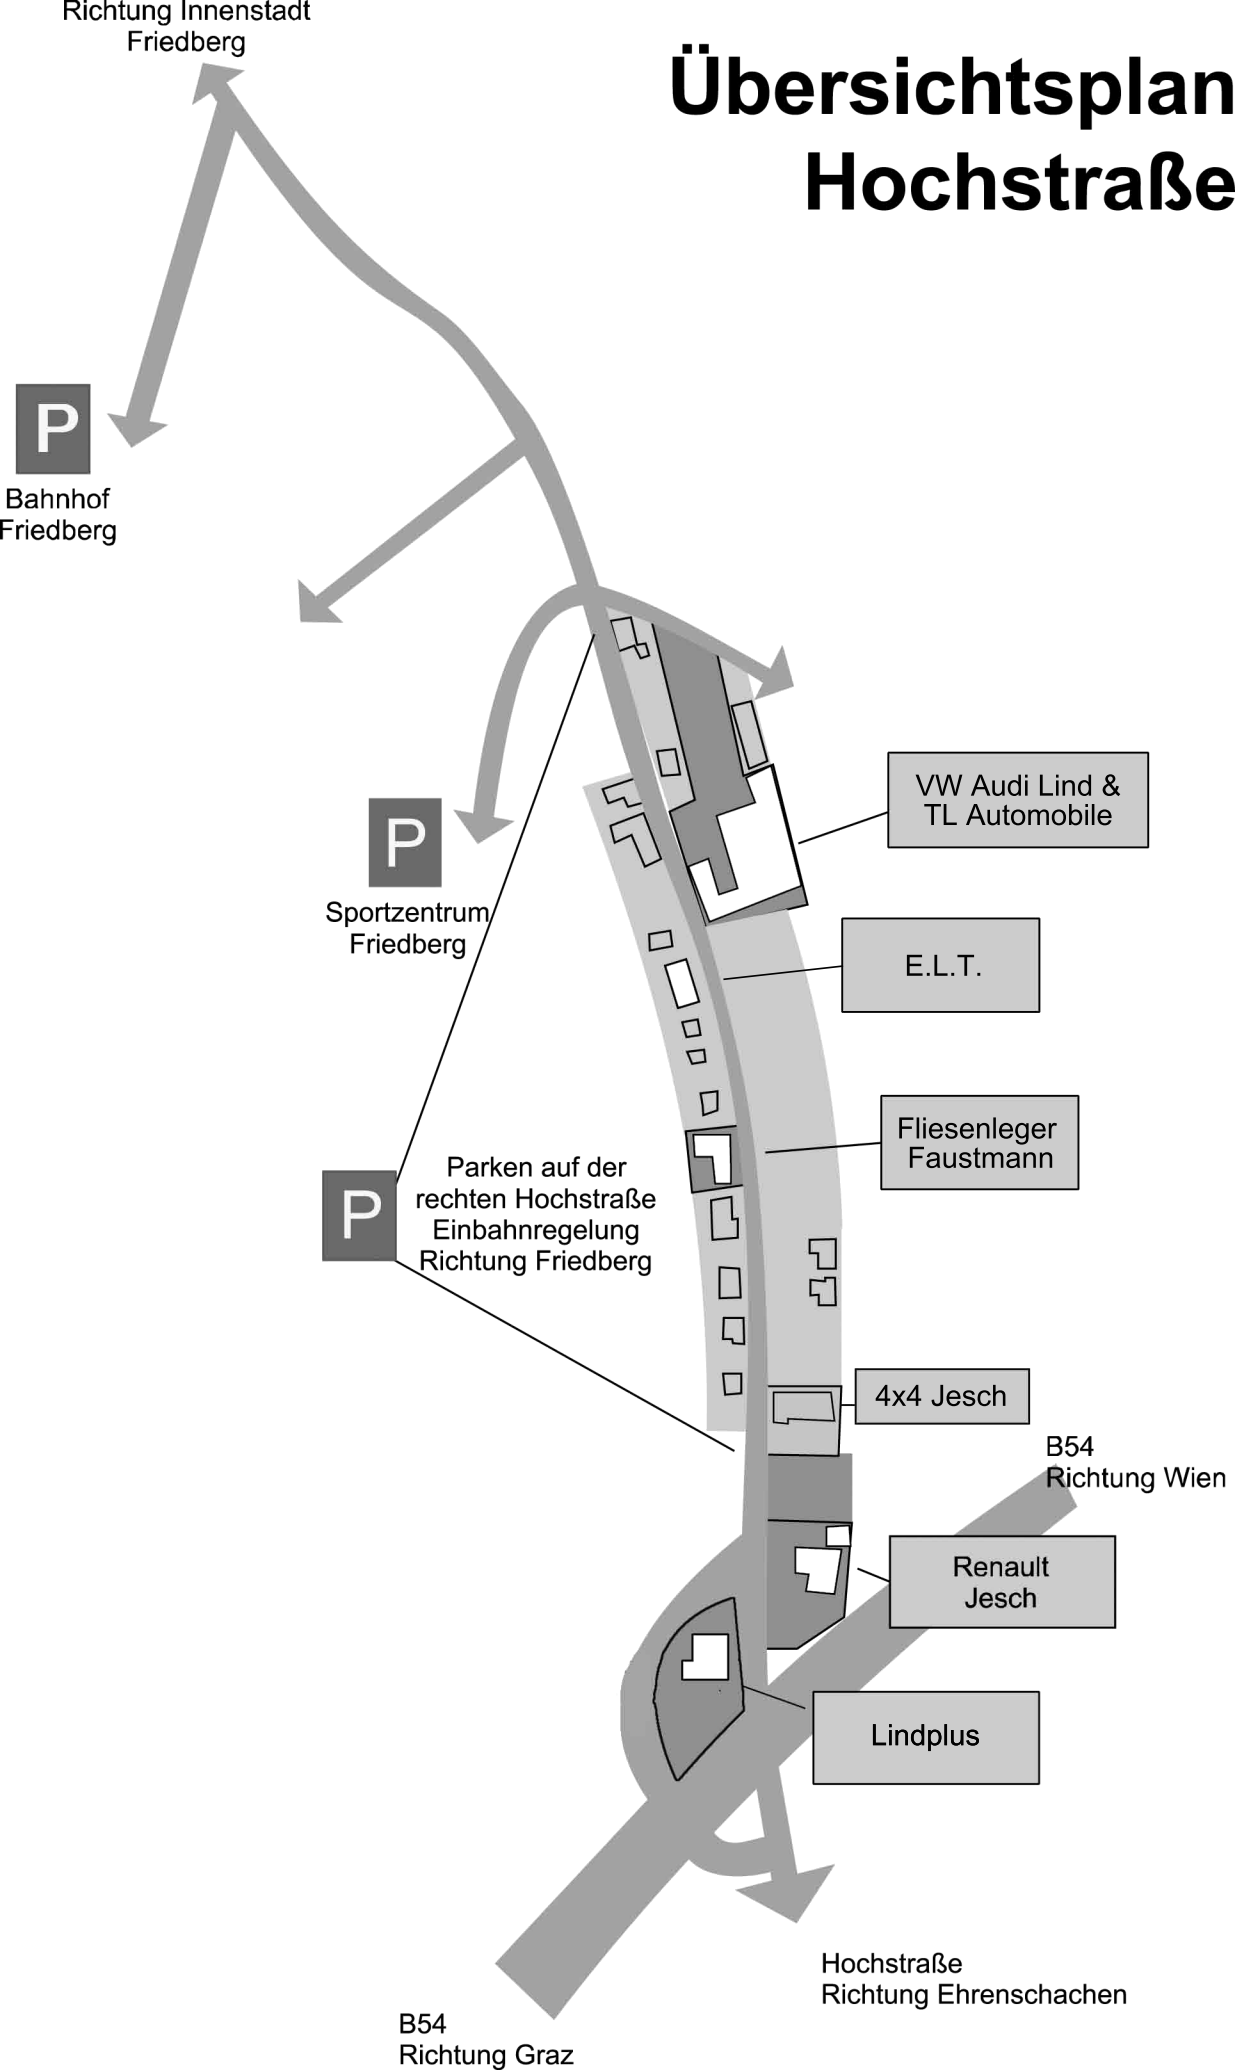 Richtung Innenstadt
Friedberg
Übersichtsplan
Hochstraße
P
Bahnhof
Friedberg
VW Audi Lind &
TL Automobile
P
Sportzentrum
Friedberg
E.L.T.
Fliesenleger
Faustmann
P
Parken auf der
rechten Hochstraße
Einbahnregelung
Richtung Friedberg
4x4 Jesch
B54
Richtung Wien
Renault
Jesch
Lindplus
Hochstraße
Richtung Ehrenschachen
B54
Richtung Graz